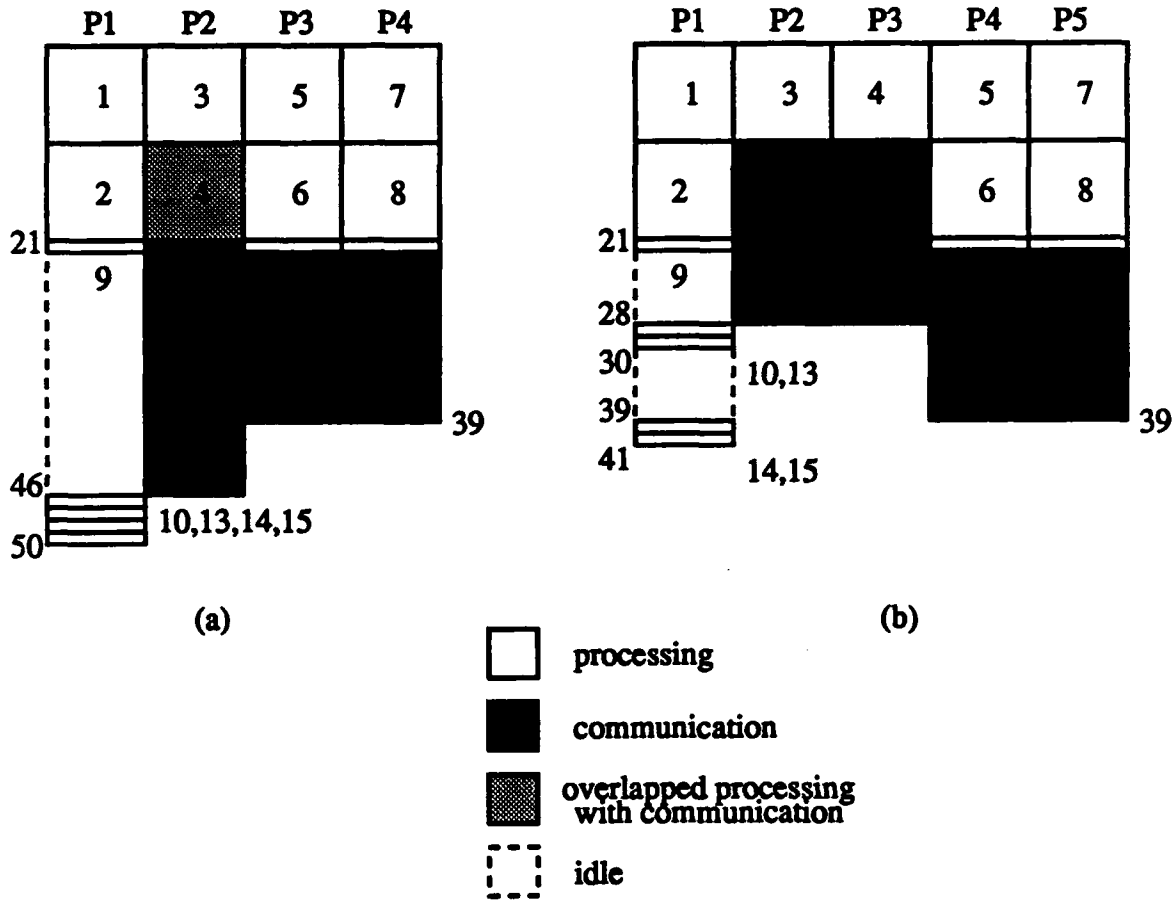 P1 P2 P3 P4
1 3 5 7
2 4 6 8
21
9
39
46
10,13,14,15
50
(a)
P1 P2 P3 P4 P5
1 3 4 5 7
2 6 8
21
9
28
30
10,13
39
39
41
14,15
(b)
processing
communication
overlapped processing
with communication
idle